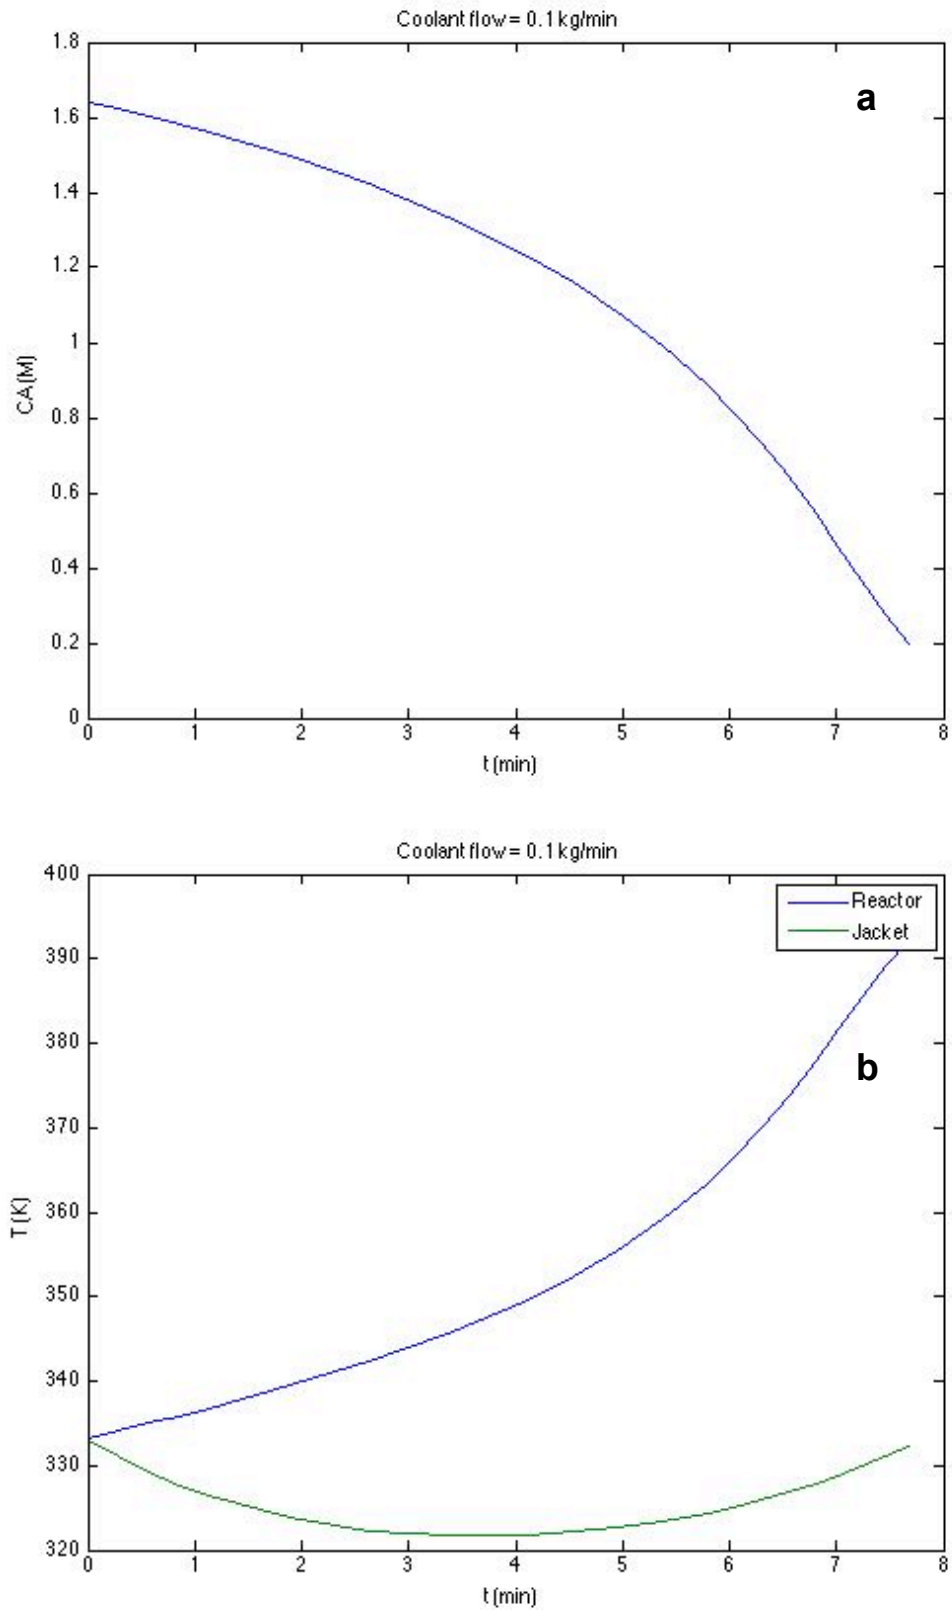 Coolant flow = 0.1 kg/min
a
1.8
1.6
1.4
1.2
1
0.8
0.6
0.4
0.2
0
CA (M)
0 1 2 3 4 5 6 7 8
t (min)
Coolant flow = 0.1 kg/min
Reactor
Jacket
b
400
390
380
370
360
350
340
330
320
T (K)
0 1 2 3 4 5 6 7 8
t (min)